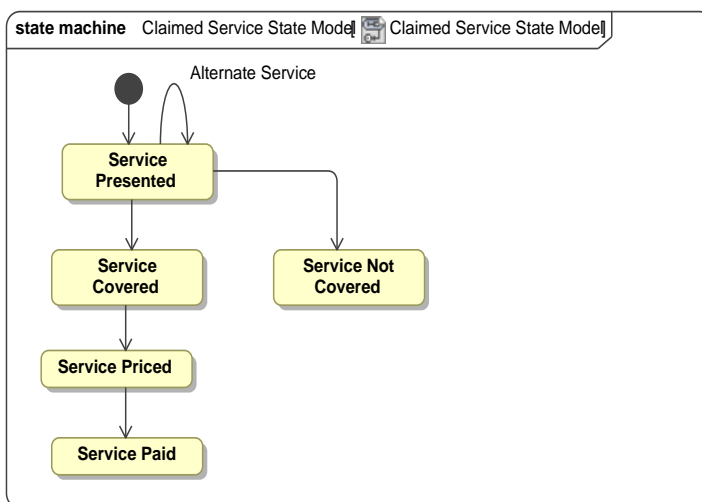 state machine Claimed Service State Model[ Claimed Service State Model]
Alternate Service
Service
Presented
Service
Covered
Service Not
Covered
Service Priced
Service Paid